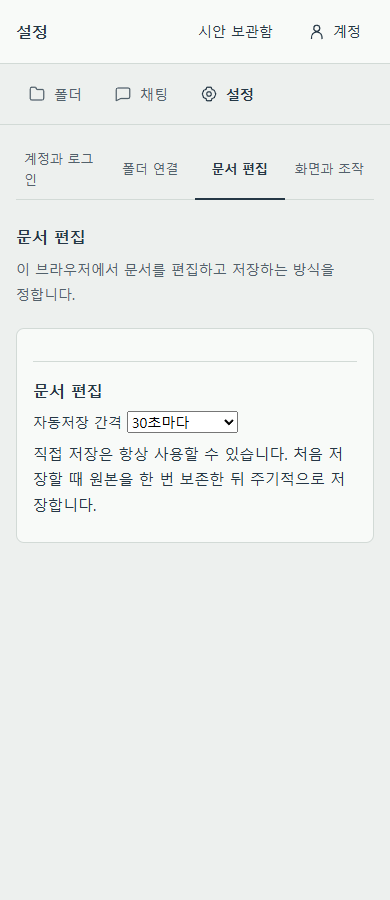 설정
시안 보관함
계정
폴더
채팅
설정
계정과 로그
인
폴더 연결
문서 편집
화면과 조작
문서 편집
이 브라우저에서 문서를 편집하고 저장하는 방식을
정합니다.
문서 편집
자동저장 간격 30초마다
직접 저장은 항상 사용할 수 있습니다. 처음 저
장할 때 원본을 한 번 보존한 뒤 주기적으로 저
장합니다.